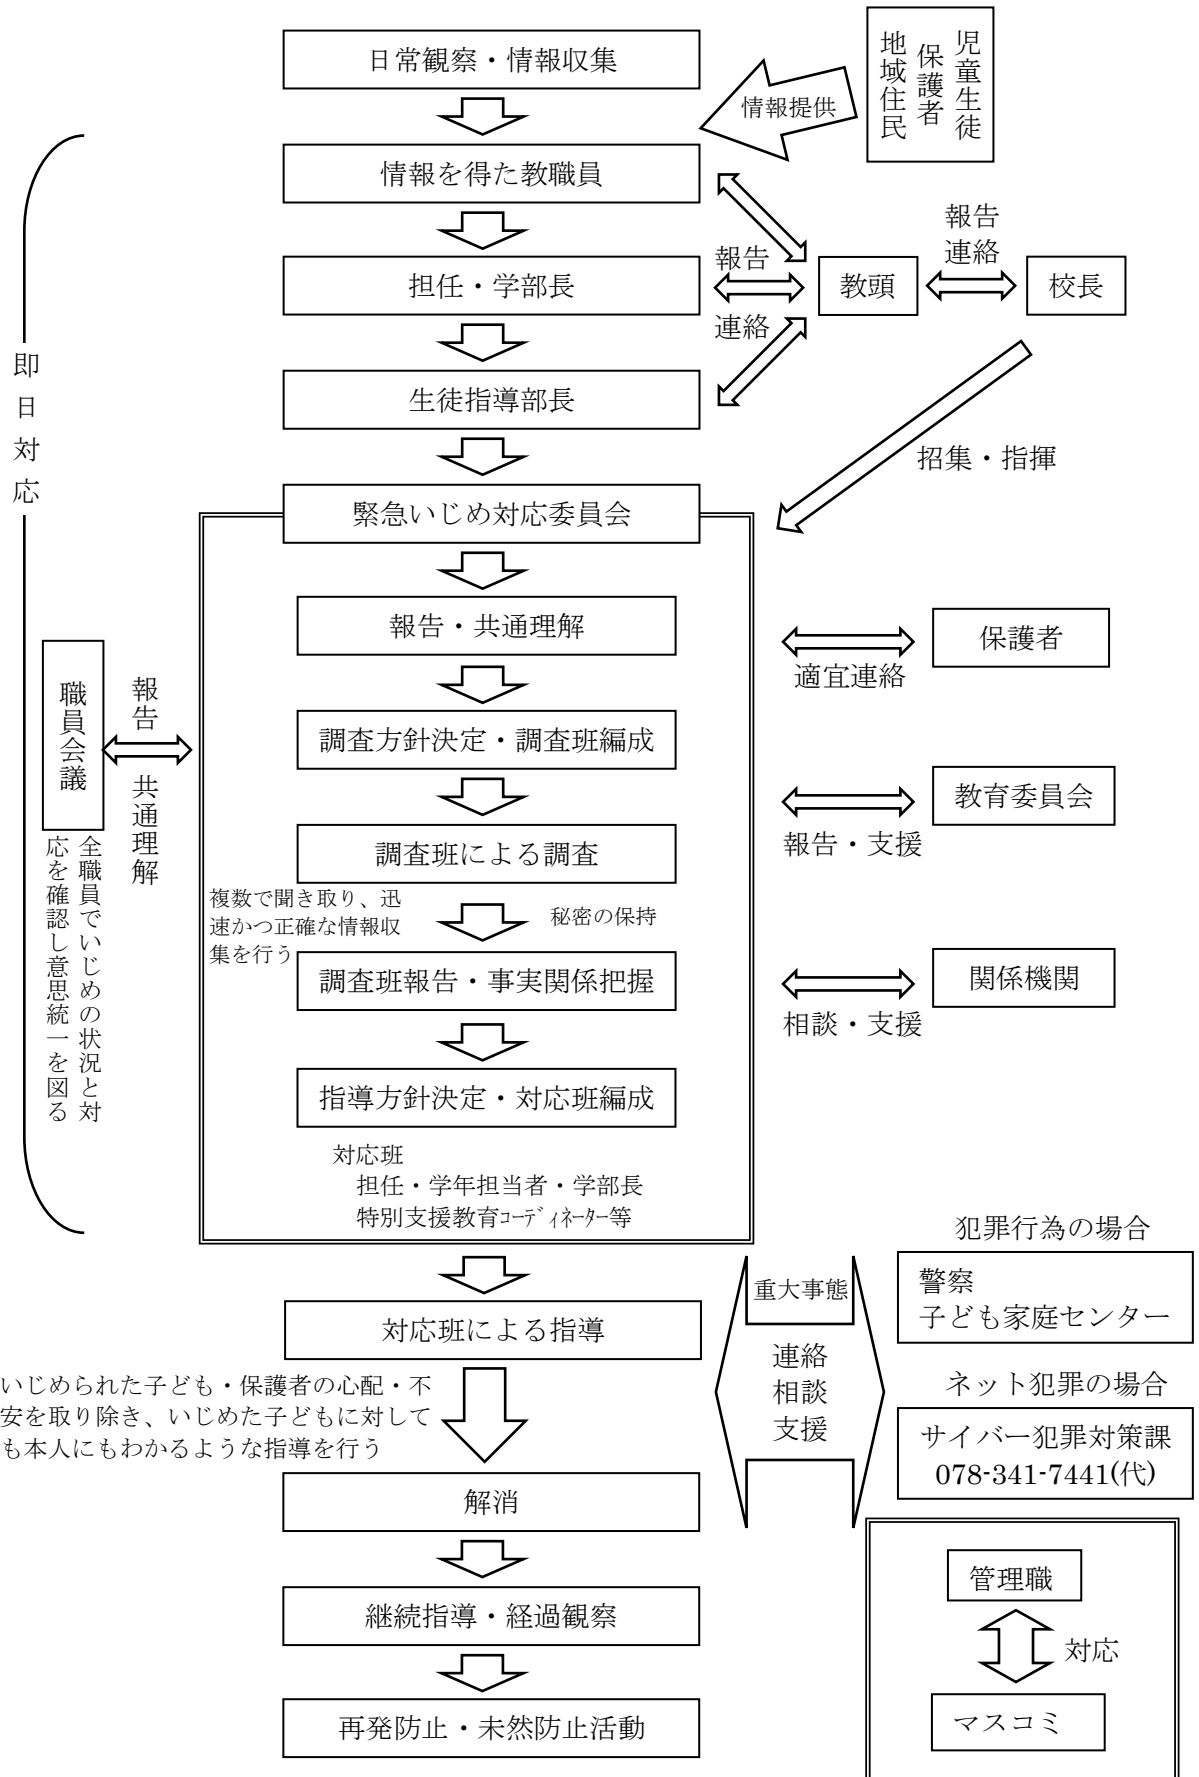 日常観察・情報収集
児童生徒
保護者
地域住民
情報提供
情報を得た教職員
報告
連絡
担任・学部長
報告
連絡
教頭
校長
生徒指導部長
招集・指揮
即日対応
緊急いじめ対応委員会
報告・共通理解
保護者
適宜連絡
職員会議
報告
共通理解
全職員でいじめの状況と対
応を確認し意思統一を図る
調査方針決定・調査班編成
教育委員会
報告・支援
調査班による調査
複数で聞き取り、迅
速かつ正確な情報収
集を行う
秘密の保持
調査班報告・事実関係把握
関係機関
相談・支援
指導方針決定・対応班編成
対応班
担任・学年担当者・学部長
特別支援教育ｺｰﾃﾞｨﾈｰﾀｰ等
犯罪行為の場合
警察
子ども家庭センター
重大事態
連絡
相談
支援
対応班による指導
いじめられた子ども・保護者の心配・不
安を取り除き、いじめた子どもに対して
も本人にもわかるような指導を行う
ネット犯罪の場合
サイバー犯罪対策課
078-341-7441(代)
解消
継続指導・経過観察
再発防止・未然防止活動
管理職
対応
マスコミ